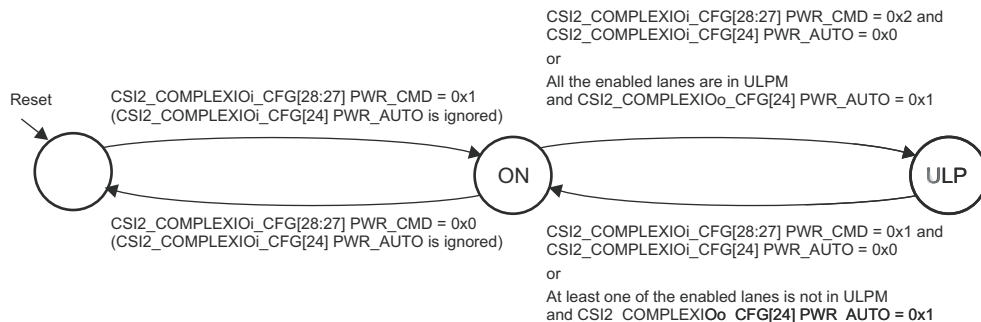 CSI2_COMPLEXIOi_CFG[28:27] PWR_CMD = 0x2 and
CSI2_COMPLEXIOi_CFG[24] PWR_AUTO = 0x0
or
All the enabled lanes are in ULPM
and CSI2_COMPLEXIOo_CFG[24] PWR_AUTO = 0x1
Reset
CSI2_COMPLEXIOi_CFG[28:27] PWR_CMD = 0x1
(CSI2_COMPLEXIOi_CFG[24] PWR_AUTO is ignored)
ON
ULP
CSI2_COMPLEXIOi_CFG[28:27] PWR_CMD = 0x0
(CSI2_COMPLEXIOi_CFG[24] PWR_AUTO is ignored)
CSI2_COMPLEXIOi_CFG[28:27] PWR_CMD = 0x1 and
CSI2_COMPLEXIOi_CFG[24] PWR_AUTO = 0x0
or
At least one of the enabled lanes is not in ULPM
and CSI2_COMPLEXIOo_CFG[24] PWR_AUTO = 0x1